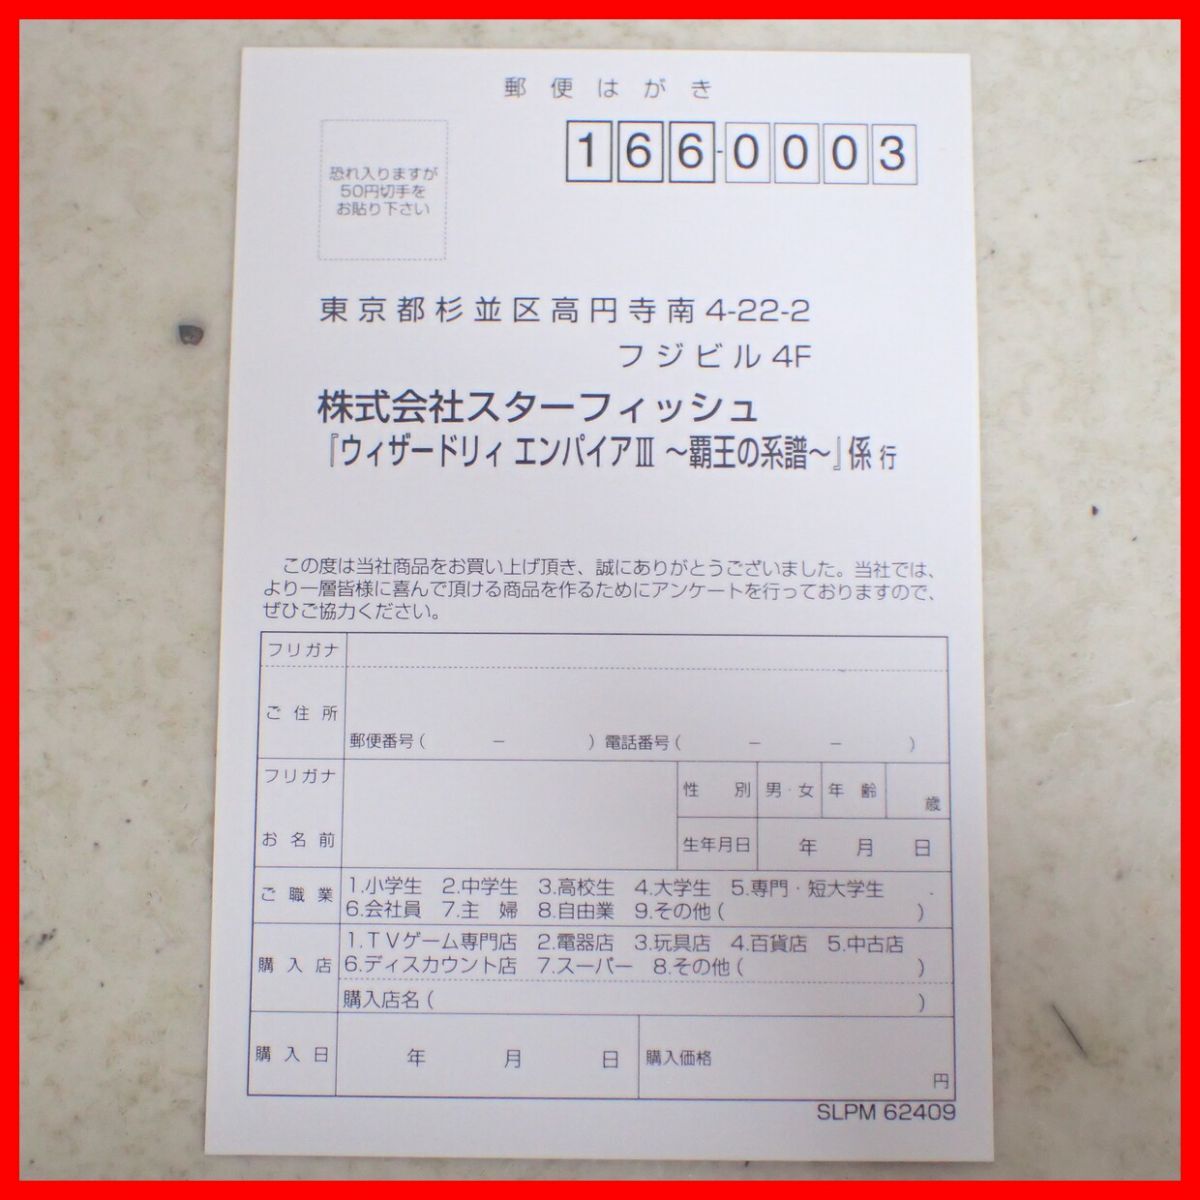 郵便はがき
166-0003
恐れ入りますが
50円切手を
お貼り下さい
東京都杉並区高円寺南4-22-2
フジビル4F
株式会社スターフィッシュ
『ウィザードリィ エンパイアⅢ ～覇王の系譜～』係 行
この度は当社商品をお買い上げ頂き、誠にありがとうございました。当社では、
より一層皆様に喜んで頂ける商品を作るためにアンケートを行っておりますので、
ぜひご協力ください。
フリガナ
ご住所
郵便番号(　　－　　) 電話番号(　　－　　－　　)
フリガナ
お名前
性別 男・女 年齢 歳
生年月日 年 月 日
ご職業
1.小学生 2.中学生 3.高校生 4.大学生 5.専門・短大学生
6.会社員 7.主婦 8.自由業 9.その他(　　)
購入店
1.TVゲーム専門店 2.電器店 3.玩具店 4.百貨店 5.中古店
6.ディスカウント店 7.スーパー 8.その他(　　)
購入店名(　　)
購入日 年 月 日 購入価格 円
SLPM 62409